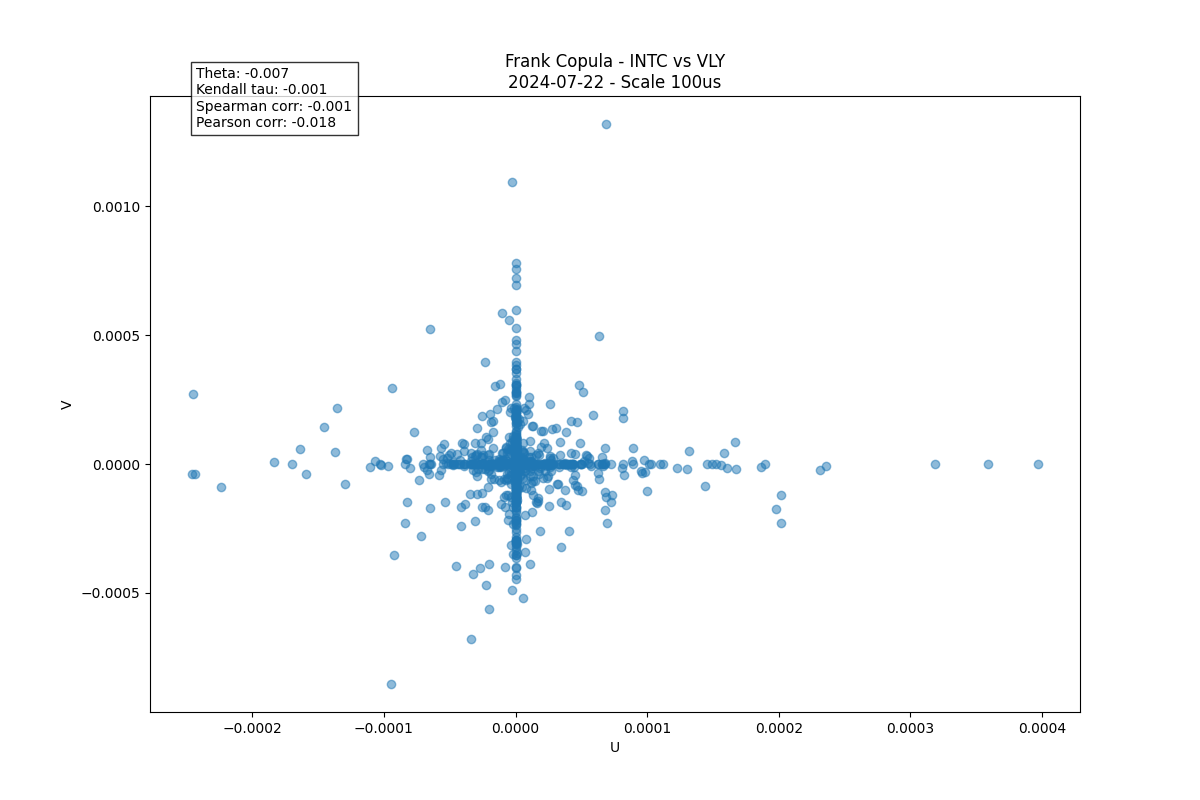 Frank Copula - INTC vs VLY
2024-07-22 - Scale 100us
Theta: -0.007
Kendall tau: -0.001
Spearman corr: -0.001
Pearson corr: -0.018
V
0.0010
0.0005
0.0000
−0.0005
−0.0002
−0.0001
0.0000
0.0001
0.0002
0.0003
0.0004
U